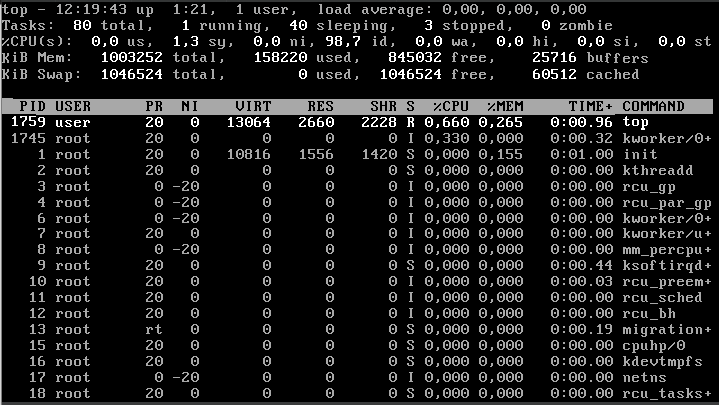 top - 12:19:43 up  1:21,  1 user,  load average: 0,00, 0,00, 0,00
Tasks:  80 total,   1 running,  40 sleeping,   3 stopped,   0 zombie
%CPU(s):  0,0 us,  1,3 sy,  0,0 ni, 98,7 id,  0,0 wa,  0,0 hi,  0,0 si,  0,0 st
KiB Mem:   1003252 total,   158220 used,   845032 free,    25716 buffers
KiB Swap:  1046524 total,        0 used,  1046524 free,    60512 cached
PID USER      PR  NI    VIRT    RES    SHR S  %CPU  %MEM     TIME+ COMMAND
1759 user      20   0   13064   2660   2228 R 0,660 0,265   0:00.96 top
1745 root      20   0       0      0      0 I 0,330 0,000   0:00.32 kworker/0+
1 root      20   0   10816   1556   1420 S 0,000 0,155   0:01.00 init
2 root      20   0       0      0      0 S 0,000 0,000   0:00.00 kthreadd
3 root       0 -20       0      0      0 I 0,000 0,000   0:00.00 rcu_gp
4 root       0 -20       0      0      0 I 0,000 0,000   0:00.00 rcu_par_gp
6 root       0 -20       0      0      0 I 0,000 0,000   0:00.00 kworker/0+
7 root      20   0       0      0      0 I 0,000 0,000   0:00.00 kworker/u+
8 root       0 -20       0      0      0 I 0,000 0,000   0:00.00 mm_percpu+
9 root      20   0       0      0      0 S 0,000 0,000   0:00.44 ksoftirqd+
10 root      20   0       0      0      0 I 0,000 0,000   0:00.03 rcu_preem+
11 root      20   0       0      0      0 I 0,000 0,000   0:00.00 rcu_sched
12 root      20   0       0      0      0 I 0,000 0,000   0:00.00 rcu_bh
13 root      rt   0       0      0      0 S 0,000 0,000   0:00.19 migration+
15 root      20   0       0      0      0 S 0,000 0,000   0:00.00 cpuhp/0
16 root      20   0       0      0      0 S 0,000 0,000   0:00.00 kdevtmpfs
17 root       0 -20       0      0      0 I 0,000 0,000   0:00.00 netns
18 root      20   0       0      0      0 S 0,000 0,000   0:00.00 rcu_tasks+